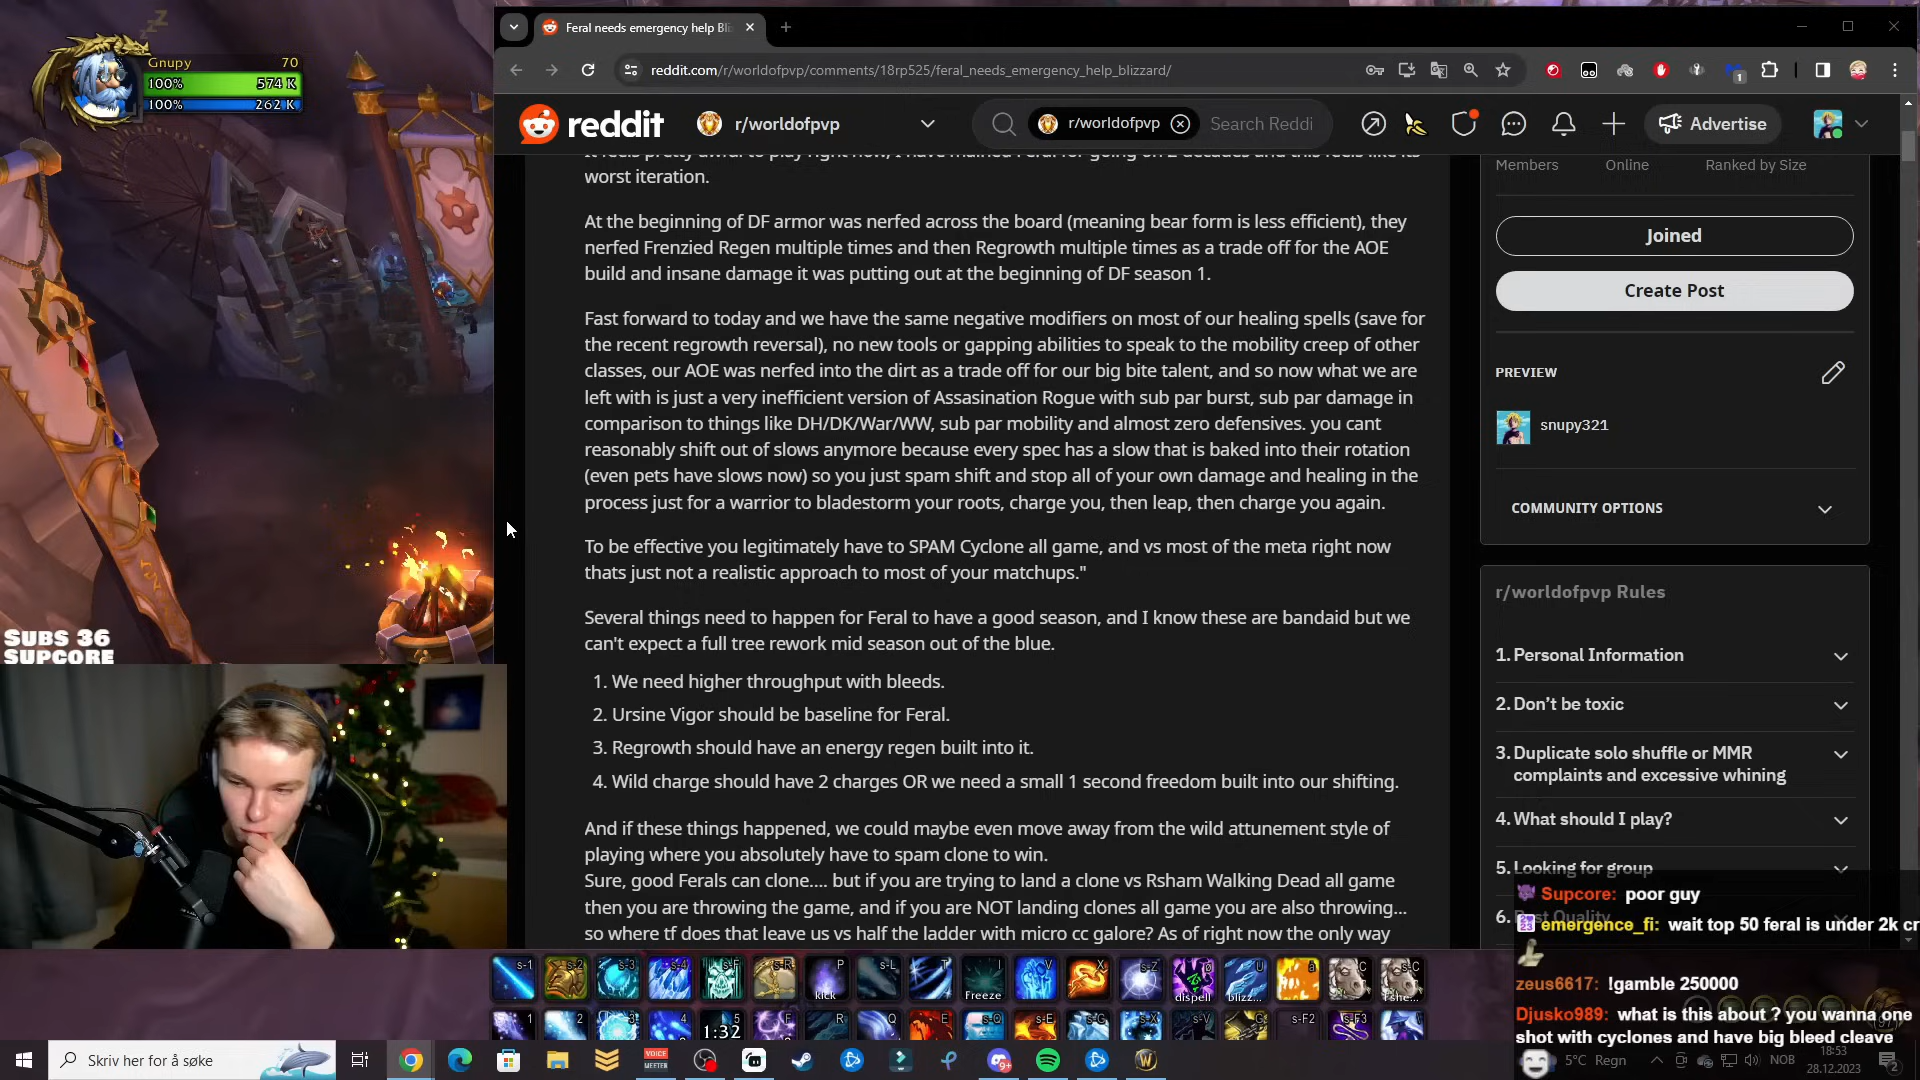 Feral needs emergency help Bli
reddit.com/r/worldofpvp/comments/18rp525/feral_needs_emergency_help_blizzard/
reddit
r/worldofpvp
r/worldofpvp
Search Reddi
Advertise
Gnupy 70
100% 574 K
100% 262 K
worst iteration.
At the beginning of DF armor was nerfed across the board (meaning bear form is less efficient), they
nerfed Frenzied Regen multiple times and then Regrowth multiple times as a trade off for the AOE
build and insane damage it was putting out at the beginning of DF season 1.
Fast forward to today and we have the same negative modifiers on most of our healing spells (save for
the recent regrowth reversal), no new tools or gapping abilities to speak to the mobility creep of other
classes, our AOE was nerfed into the dirt as a trade off for our big bite talent, and so now what we are
left with is just a very inefficient version of Assasination Rogue with sub par burst, sub par damage in
comparison to things like DH/DK/War/WW, sub par mobility and almost zero defensives. you cant
reasonably shift out of slows anymore because every spec has a slow that is baked into their rotation
(even pets have slows now) so you just spam shift and stop all of your own damage and healing in the
process just for a warrior to bladestorm your roots, charge you, then leap, then charge you again.
To be effective you legitimately have to SPAM Cyclone all game, and vs most of the meta right now
thats just not a realistic approach to most of your matchups."
Several things need to happen for Feral to have a good season, and I know these are bandaid but we
can't expect a full tree rework mid season out of the blue.
1. We need higher throughput with bleeds.
2. Ursine Vigor should be baseline for Feral.
3. Regrowth should have an energy regen built into it.
4. Wild charge should have 2 charges OR we need a small 1 second freedom built into our shifting.
And if these things happened, we could maybe even move away from the wild attunement style of
playing where you absolutely have to spam clone to win.
Sure, good Ferals can clone.... but if you are trying to land a clone vs Rsham Walking Dead all game
then you are throwing the game, and if you are NOT landing clones all game you are also throwing...
so where tf does that leave us vs half the ladder with micro cc galore? As of right now the only way
Members Online Ranked by Size
Joined
Create Post
PREVIEW
snupy321
COMMUNITY OPTIONS
r/worldofpvp Rules
1. Personal Information
2. Don't be toxic
3. Duplicate solo shuffle or MMR
complaints and excessive whining
4. What should I play?
5. Looking for group
6.
Supcore: poor guy
emergence_fi: wait top 50 feral is under 2k cr
zeus6617: !gamble 250000
Djusko989: what is this about ? you wanna one
shot with cyclones and have big bleed cleave
SUBS 36
SUPCORE
s-1 s-2 s-3 s-4 s-F s-R P s-L T I V X s-Z U C s-C
kick Freeze dispell blizz...
1 2 3 4 5 F R Q E s-Q s-E s-G s-X s-V G s-F2 s-F3
1:32
Skriv her for å søke
VOICE
MEETER
5°C Regn
NOB
18:53
28.12.2023